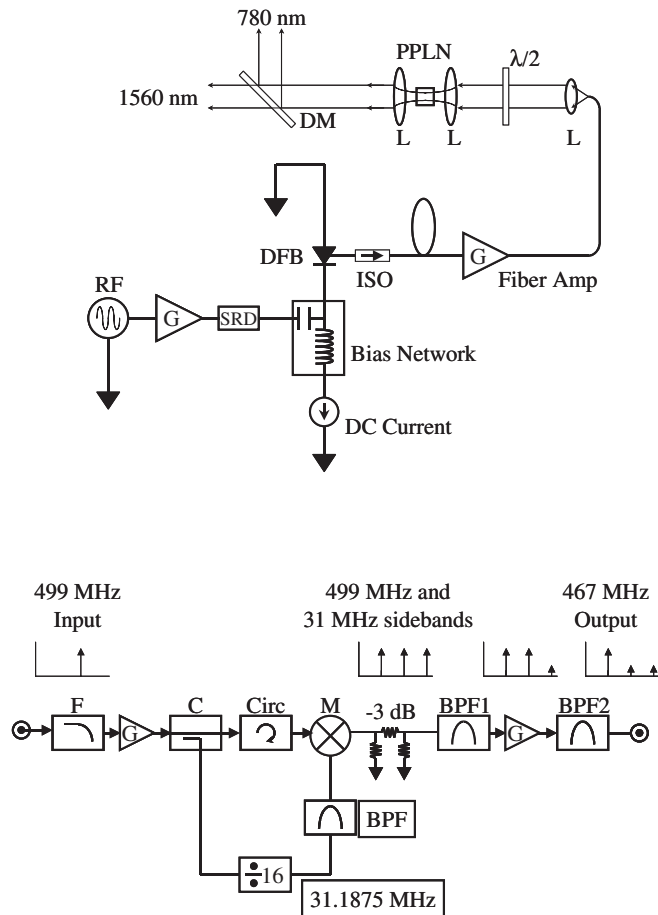 780 nm
PPLN
λ/2
1560 nm
DM
L
L
L
DFB
ISO
G
Fiber Amp
RF
G
SRD
Bias Network
DC Current
499 MHz
Input
499 MHz and
31 MHz sidebands
467 MHz
Output
F
C
Circ
M
-3 dB
BPF1
BPF2
G
G
BPF
÷16
31.1875 MHz